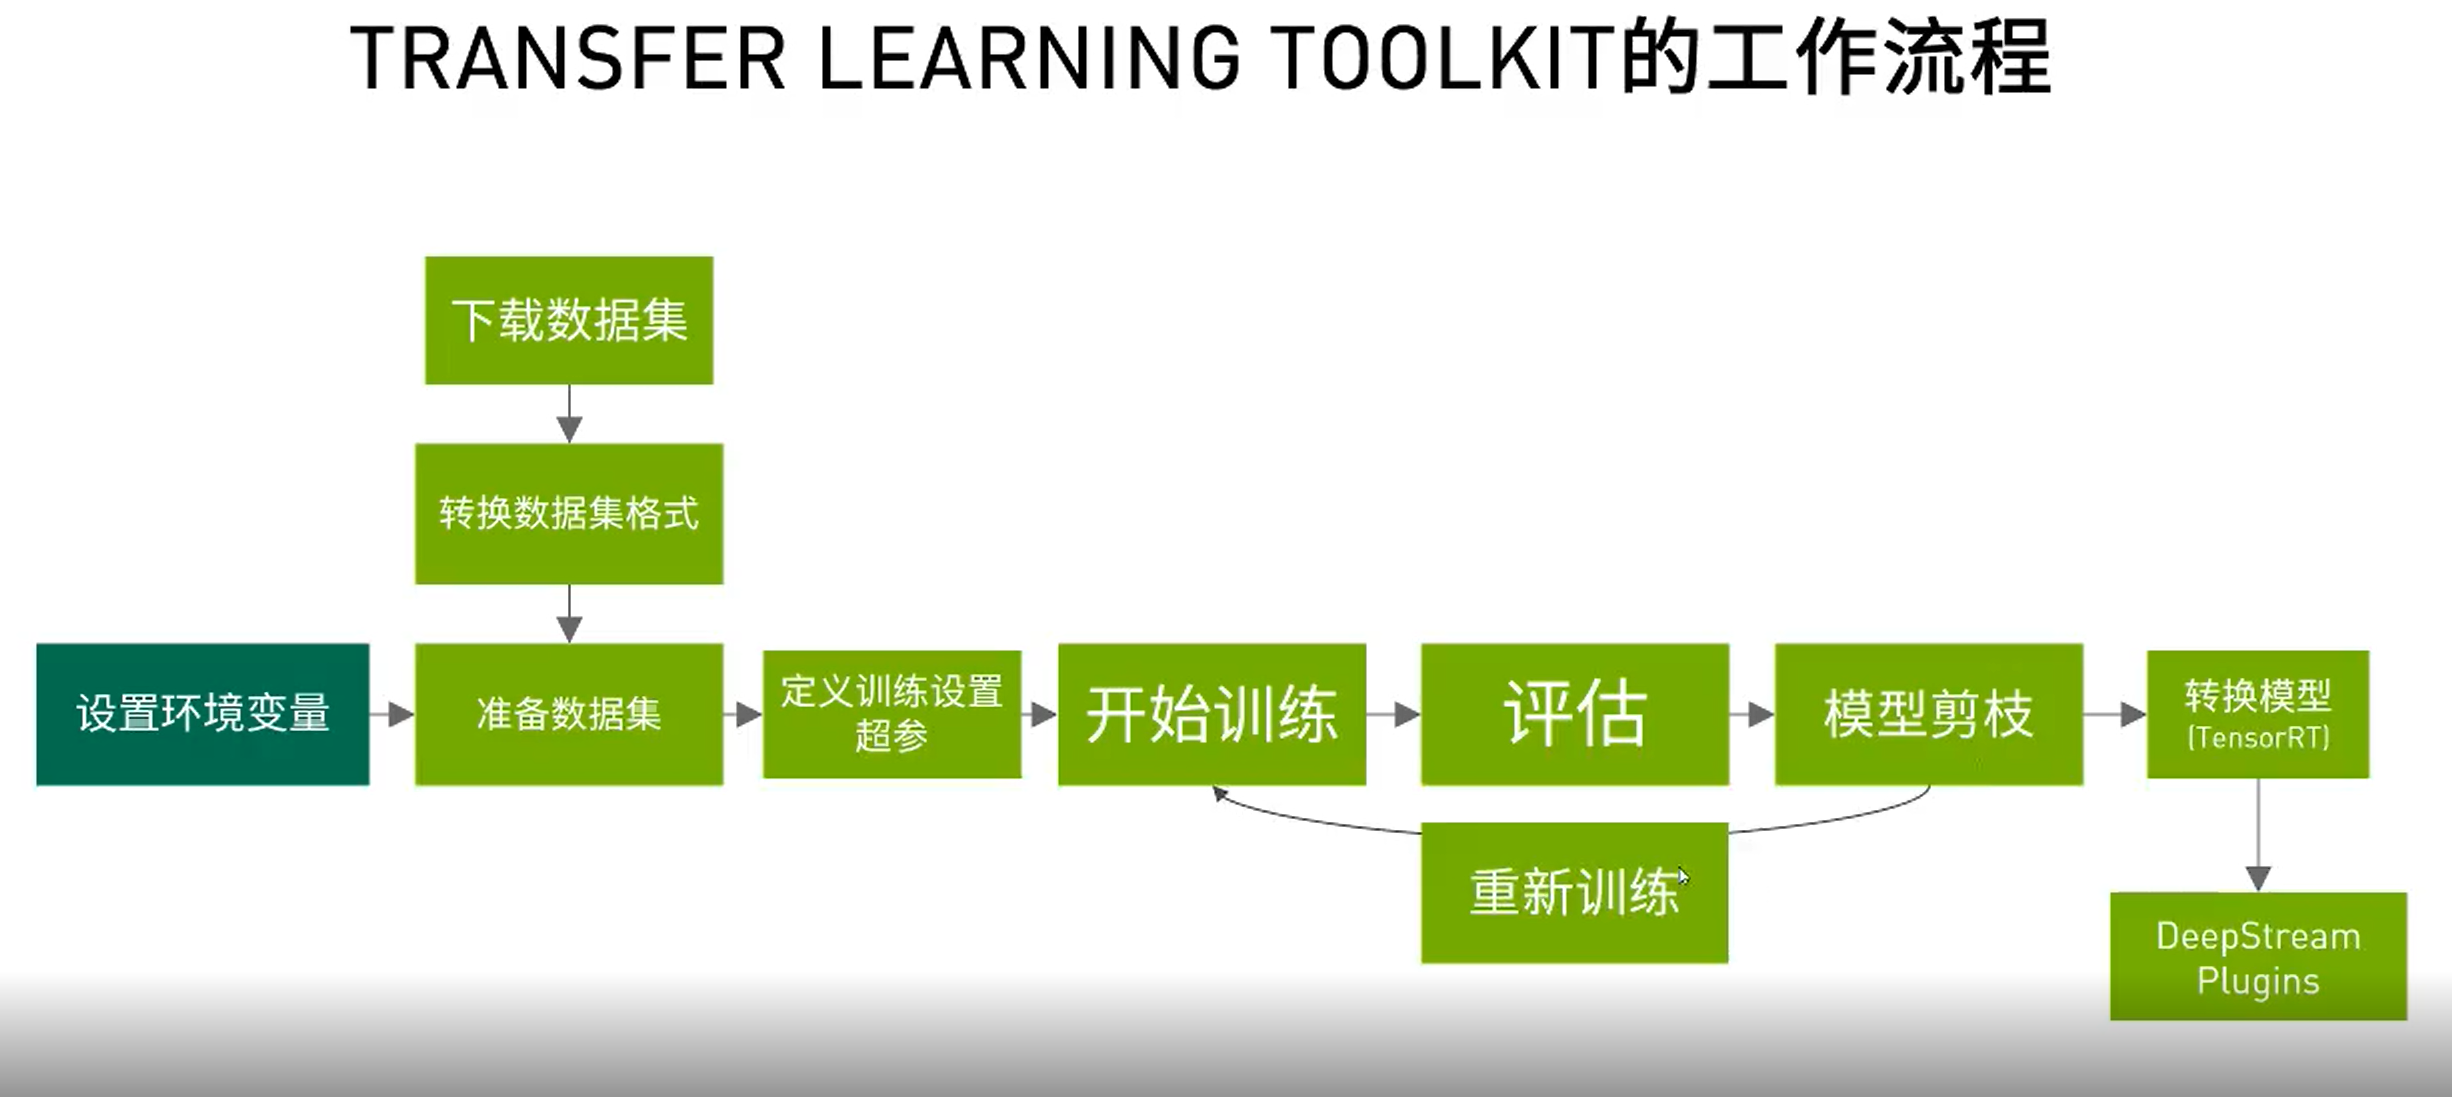 TRANSFER LEARNING TOOLKIT的工作流程
下载数据集
转换数据集格式
设置环境变量
准备数据集
定义训练设置
超参
开始训练
评估
模型剪枝
转换模型
(TensorRT)
重新训练
DeepStream
Plugins